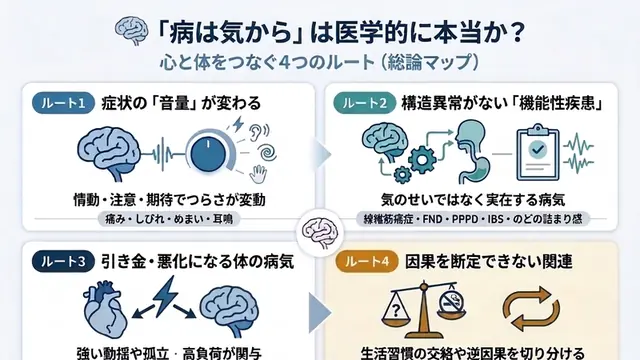 「病は気から」は医学的に本当か？
心と体をつなぐ4つのルート（総論マップ）
ルート1 症状の「音量」が変わる
情動・注意・期待でつらさが変動
痛み・しびれ・めまい・耳鳴
ルート2 構造異常がない「機能性疾患」
気のせいではなく実在する病気
線維筋痛症・FND・PPPD・IBS・のどの詰まり感
ルート3 引き金・悪化になる体の病気
強い動揺や孤立・高負荷が関与
ルート4 因果を断定できない関連
?
生活習慣の交絡や逆因果を切り分ける